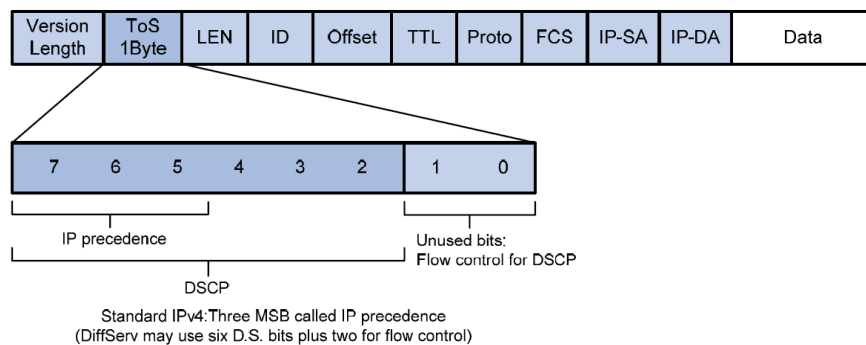 Version Length
ToS 1Byte
LEN
ID
Offset
TTL
Proto
FCS
IP-SA
IP-DA
Data
7 6 5 4 3 2 1 0
IP precedence
Unused bits:
Flow control for DSCP
DSCP
Standard IPv4:Three MSB called IP precedence
(DiffServ may use six D.S. bits plus two for flow control)